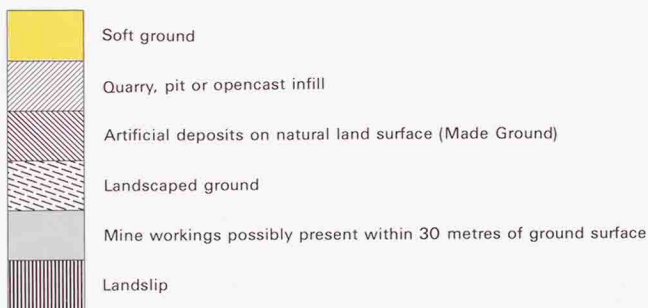 Soft ground
Quarry, pit or opencast infill
Artificial deposits on natural land surface (Made Ground)
Landscaped ground
Mine workings possibly present within 30 metres of ground surface
Landslip